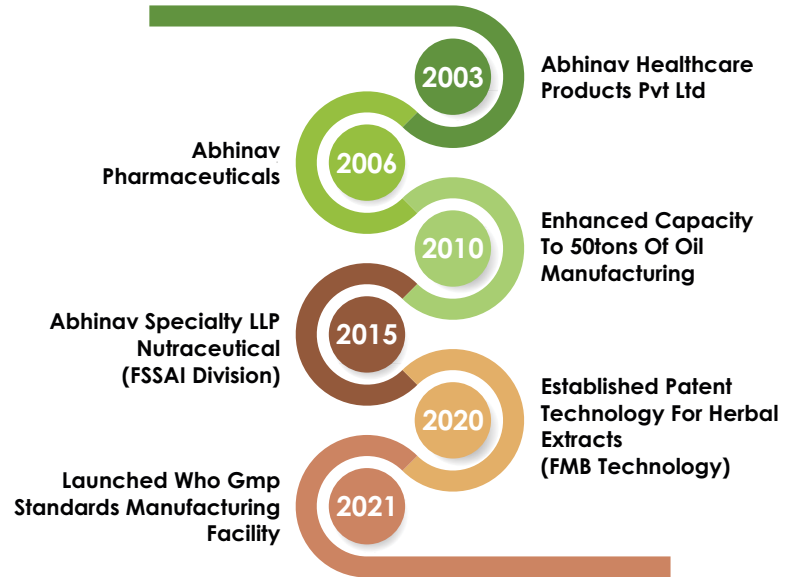 2003
Abhinav Healthcare
Products Pvt Ltd
Abhinav
Pharmaceuticals
2006
2010
Enhanced Capacity
To 50tons Of Oil
Manufacturing
Abhinav Specialty LLP
Nutraceutical
(FSSAI Division)
2015
2020
Established Patent
Technology For Herbal
Extracts
(FMB Technology)
Launched Who Gmp
Standards Manufacturing
Facility
2021